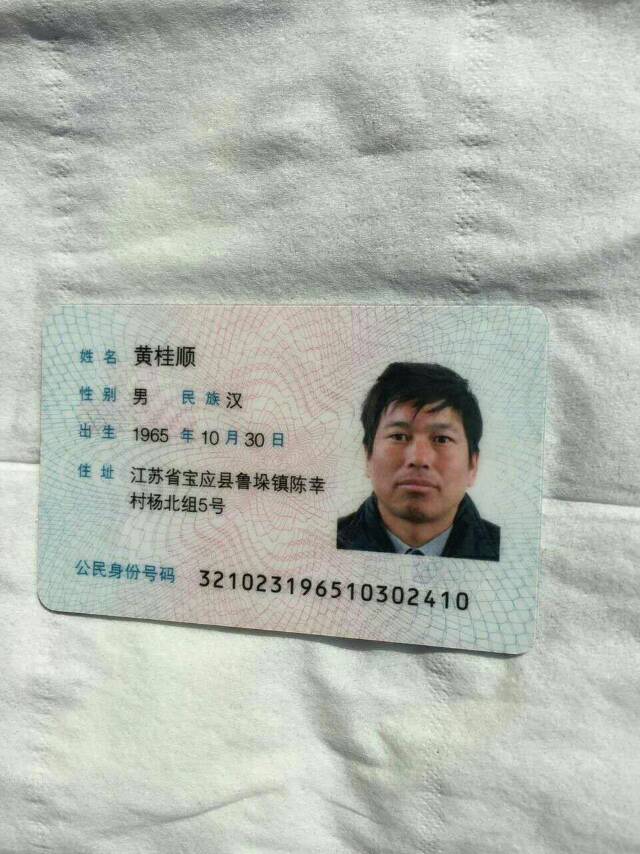 姓名 黄桂顺
性别 男 民族 汉
出生 1965 年 10 月 30 日
住址 江苏省宝应县鲁垛镇陈幸
村杨北组5号
公民身份号码 321023196510302410